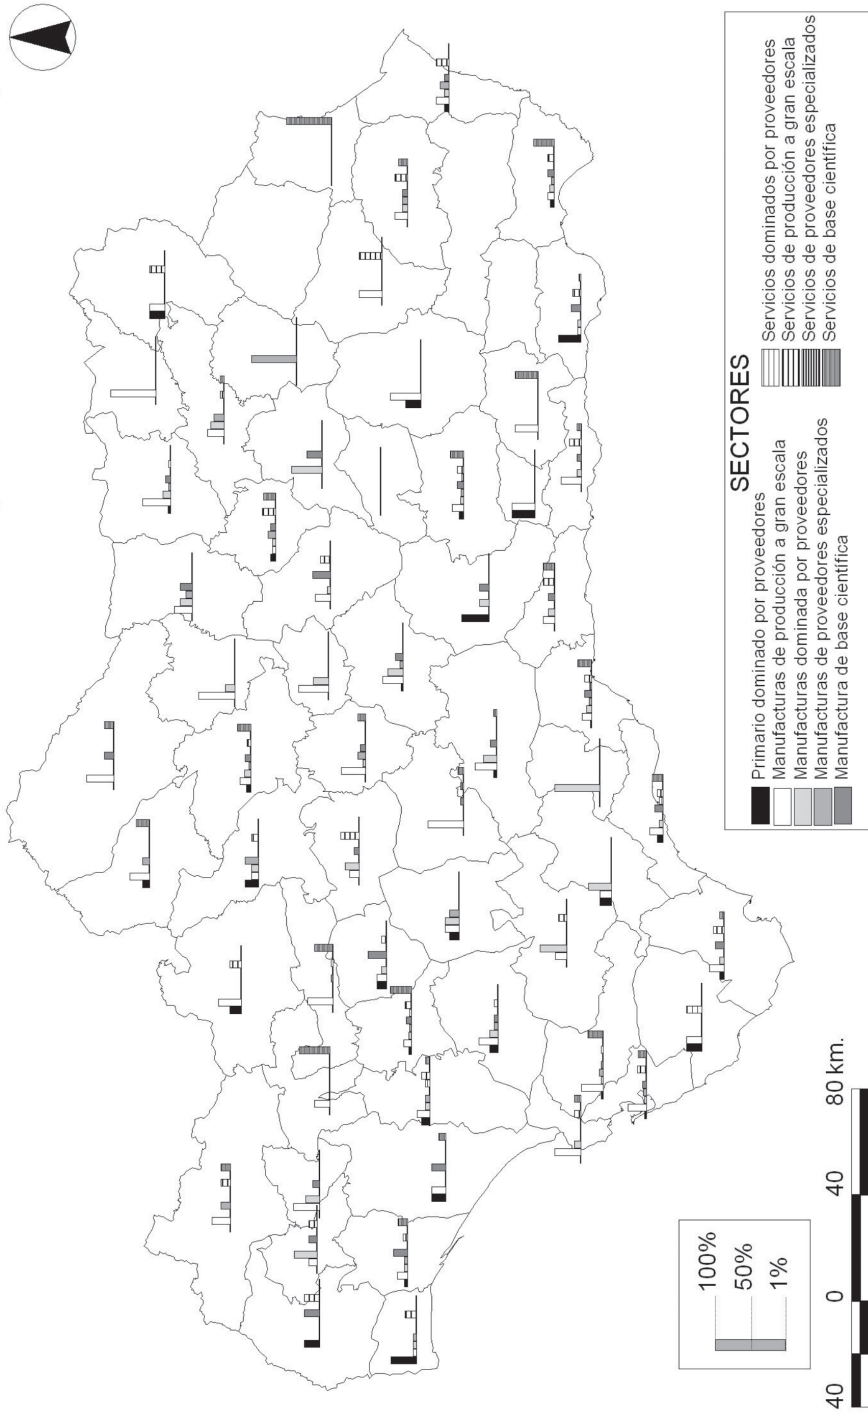 SECTORES
Primario dominado por proveedores
Manufacturas de producción a gran escala
Manufacturas dominada por proveedores
Manufacturas de proveedores especializados
Manufactura de base científica
Servicios dominados por proveedores
Servicios de producción a gran escala
Servicios de proveedores especializados
Servicios de base científica
100%
50%
1%
40 0 40 80 km.